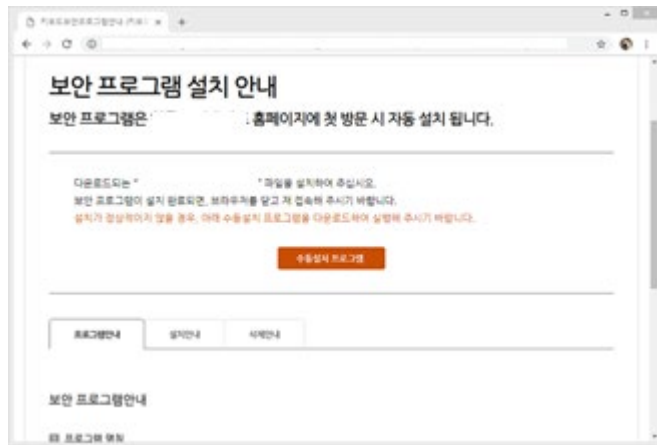 보안 프로그램 설치 안내
보안 프로그램은 홈페이지에 첫 방문 시 자동 설치 됩니다.
다운로드되는 " " 파일을 설치하여 주십시오.
보안 프로그램이 설치 완료되면, 브라우저를 닫고 재 접속해 주시기 바랍니다.
설치가 정상적이지 않을 경우, 아래 수동설치 프로그램을 다운로드하여 실행해 주시기 바랍니다.
수동설치 프로그램
프로그램안내 설치안내 삭제안내
보안 프로그램안내
프로그램 명칭